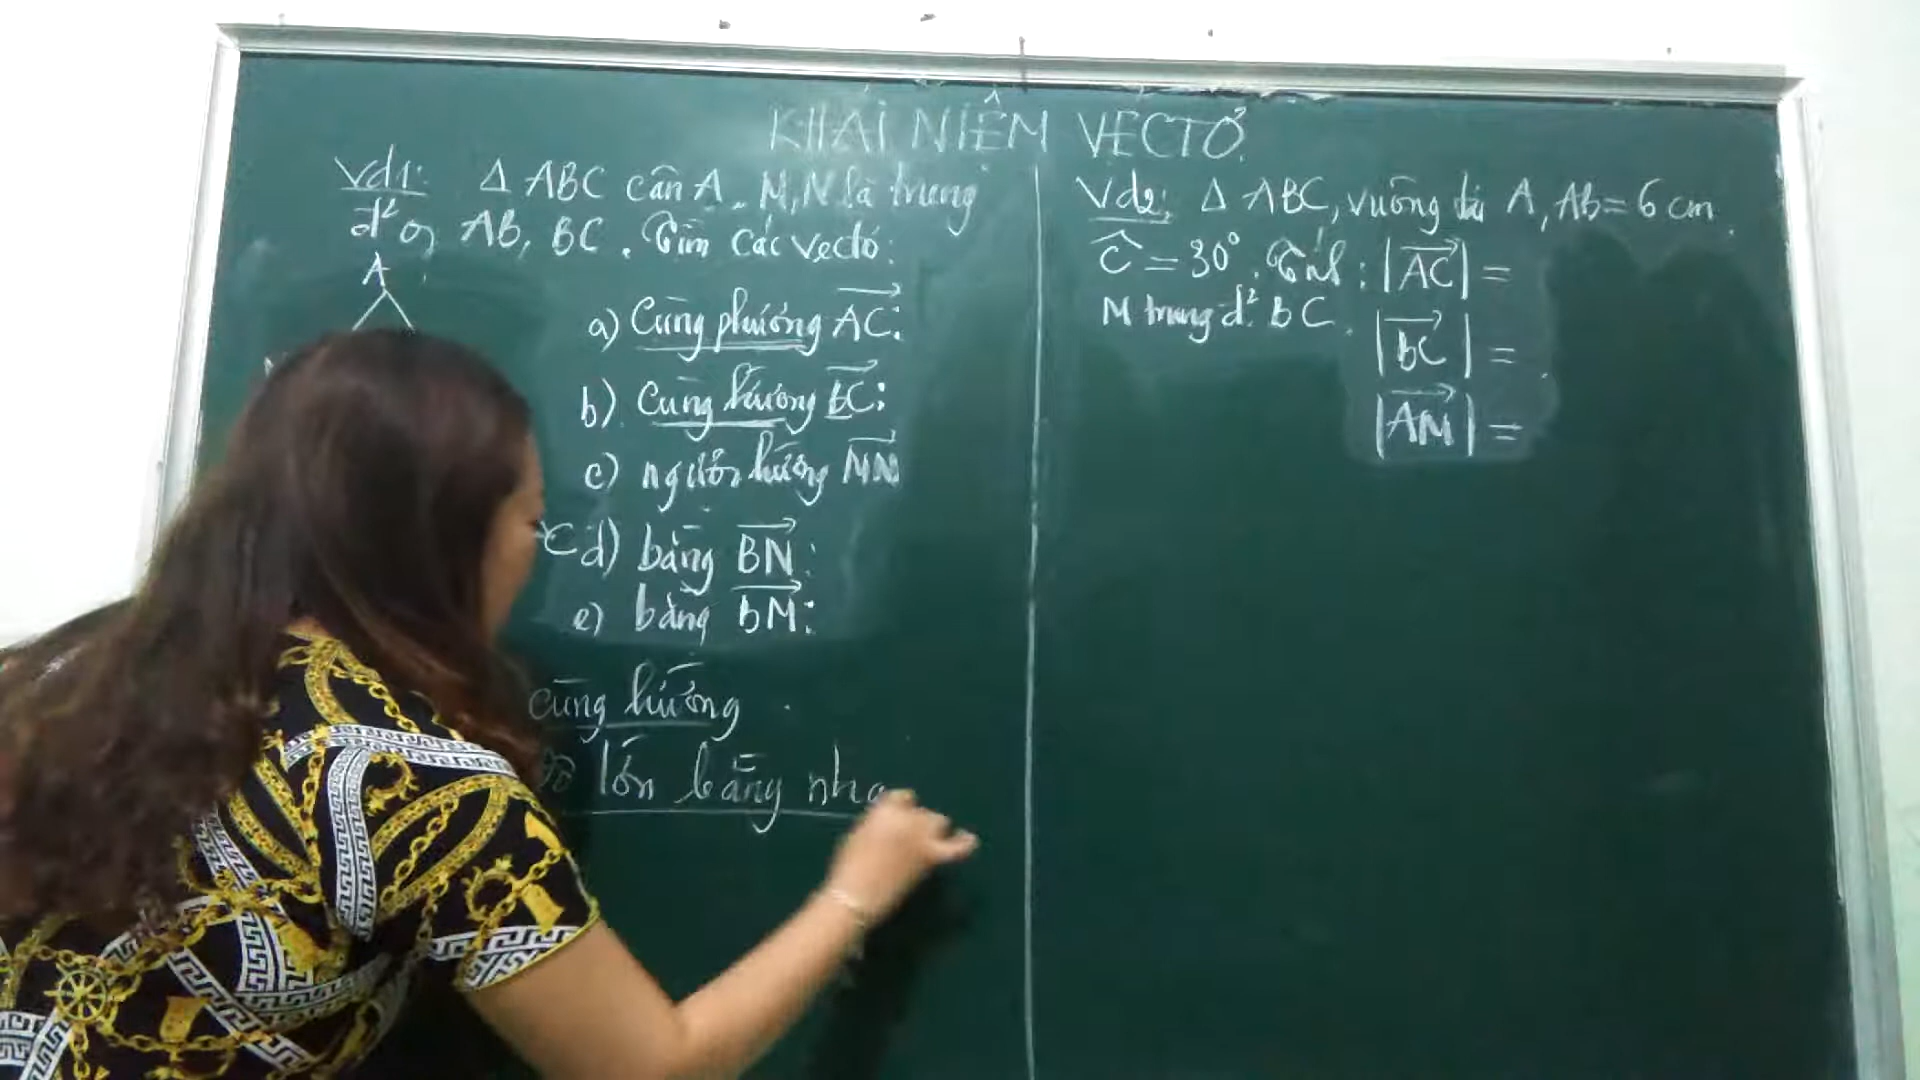 KHÁI NIỆM VECTƠ.
Vd1: Δ ABC cân A. M, N là trung
đ² AB, BC. Tìm các vectơ:
A
a) Cùng phương AC:
b) Cùng hướng BC:
c) ngược hướng MN
C
d) bằng BN:
e) bằng BM:
cùng hướng
lớn bằng nha
Vd2: Δ ABC, vuông tại A, AB = 6 cm.
Ĉ = 30°. Tính: |AC| =
M trung đ² BC. |BC| =
|AM| =